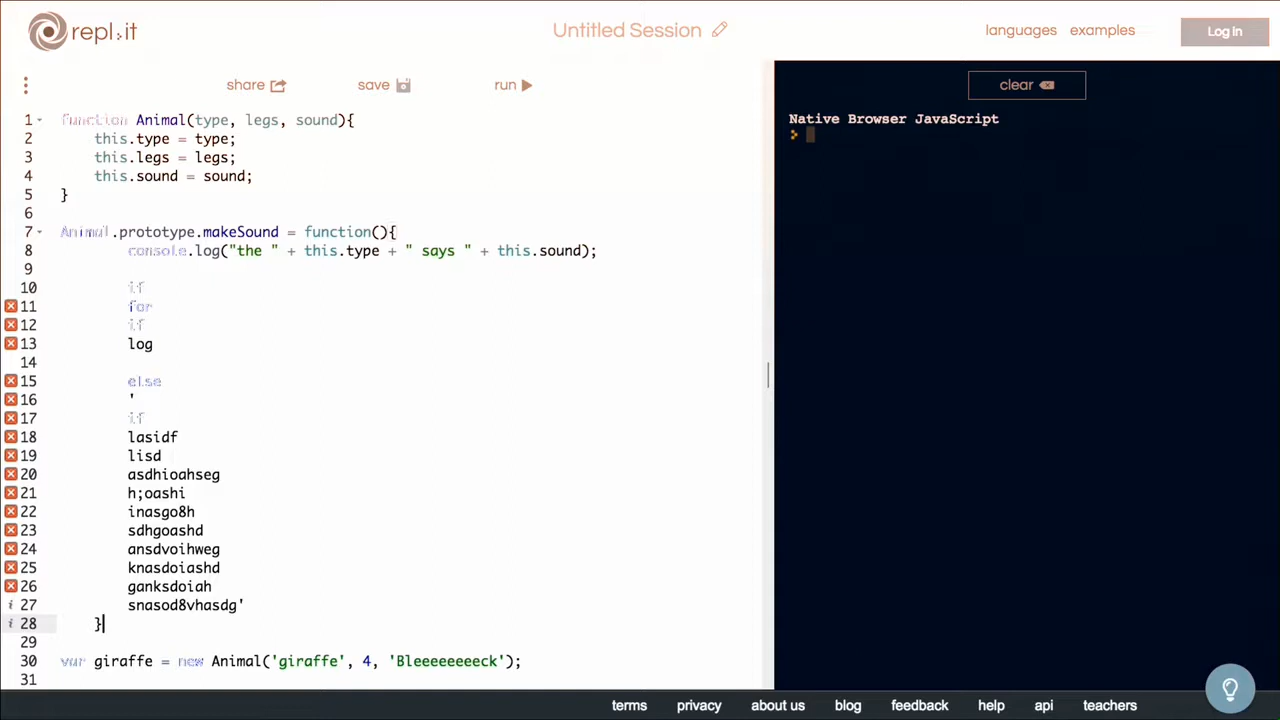 repl.it
Untitled Session
languages examples Log In
share save run
clear
1 function Animal(type, legs, sound){
2 this.type = type;
3 this.legs = legs;
4 this.sound = sound;
5 }
6
7 Animal.prototype.makeSound = function(){
8 console.log("the " + this.type + " says " + this.sound);
9
10 if
11 for
12 if
13 log
14
15 else
16 '
17 if
18 lasidf
19 lisd
20 asdhioahseg
21 h;oashi
22 inasgo8h
23 sdhgoashd
24 ansdvoihweg
25 knasdoiashd
26 ganksdoiah
27 snasod8vhasdg'
28 }
29
30 var giraffe = new Animal('giraffe', 4, 'Bleeeeeeeeck');
31
Native Browser JavaScript
>
terms privacy about us blog feedback help api teachers